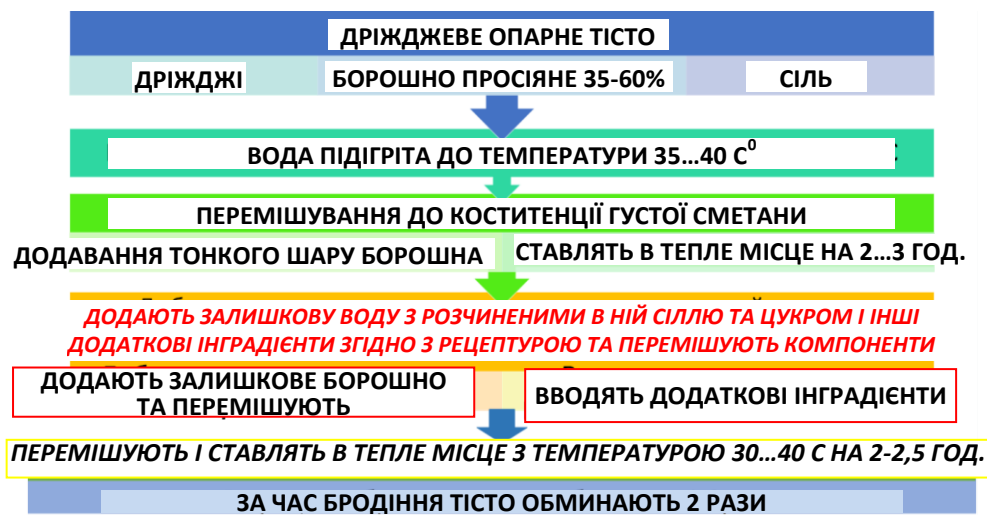 ДРІЖДЖЕВЕ ОПАРНЕ ТІСТО
ДРІЖДЖІ
БОРОШНО ПРОСІЯНЕ 35-60%
СІЛЬ
ВОДА ПІДІГРІТА ДО ТЕМПЕРАТУРИ 35...40 С⁰
ПЕРЕМІШУВАННЯ ДО КОСТИТЕНЦІЇ ГУСТОЇ СМЕТАНИ
ДОДАВАННЯ ТОНКОГО ШАРУ БОРОШНА
СТАВЛЯТЬ В ТЕПЛЕ МІСЦЕ НА 2...3 ГОД.
ДОДАЮТЬ ЗАЛИШКОВУ ВОДУ З РОЗЧИНЕНИМИ В НІЙ СІЛЛЮ ТА ЦУКРОМ І ІНШІ
ДОДАТКОВІ ІНГРАДІЄНТИ ЗГІДНО З РЕЦЕПТУРОЮ ТА ПЕРЕМІШУЮТЬ КОМПОНЕНТИ
ДОДАЮТЬ ЗАЛИШКОВЕ БОРОШНО
ТА ПЕРЕМІШУЮТЬ
ВВОДЯТЬ ДОДАТКОВІ ІНГРАДІЄНТИ
ПЕРЕМІШУЮТЬ І СТАВЛЯТЬ В ТЕПЛЕ МІСЦЕ З ТЕМПЕРАТУРОЮ 30...40 С НА 2-2,5 ГОД.
ЗА ЧАС БРОДІННЯ ТІСТО ОБМИНАЮТЬ 2 РАЗИ